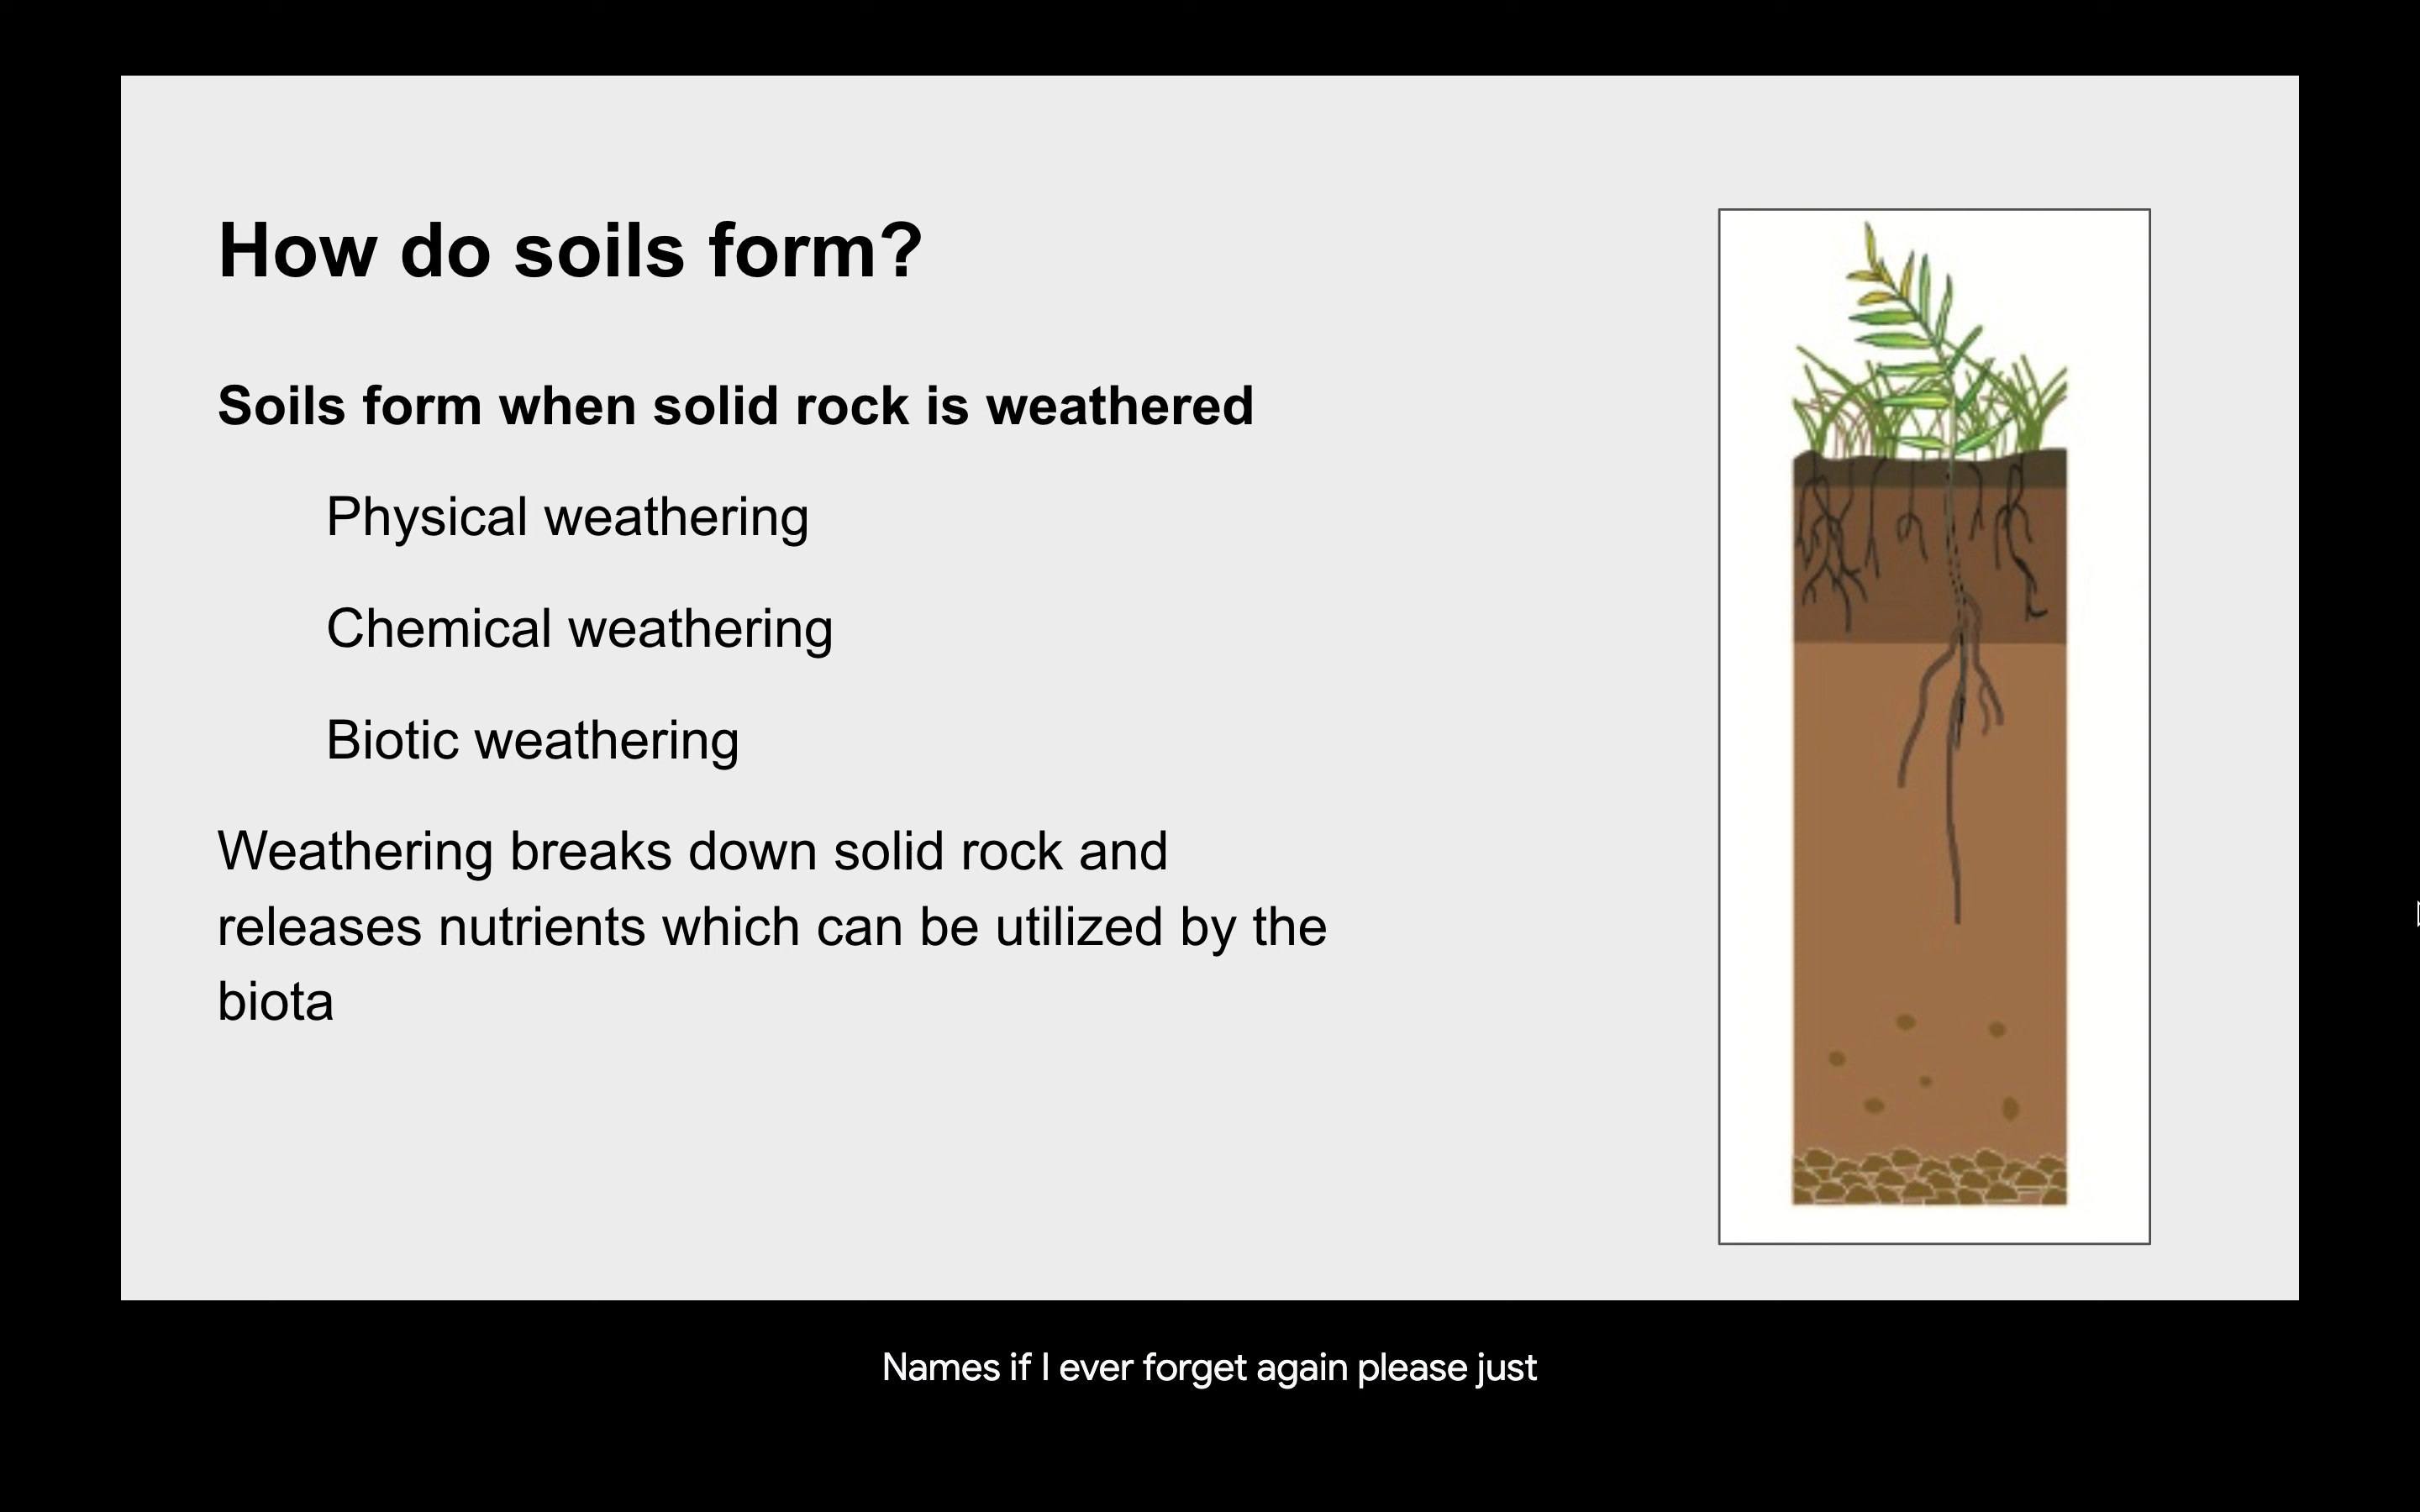 How do soils form?
Soils form when solid rock is weathered
Physical weathering
Chemical weathering
Biotic weathering
Weathering breaks down solid rock and
releases nutrients which can be utilized by the
biota
Names if I ever forget again please just